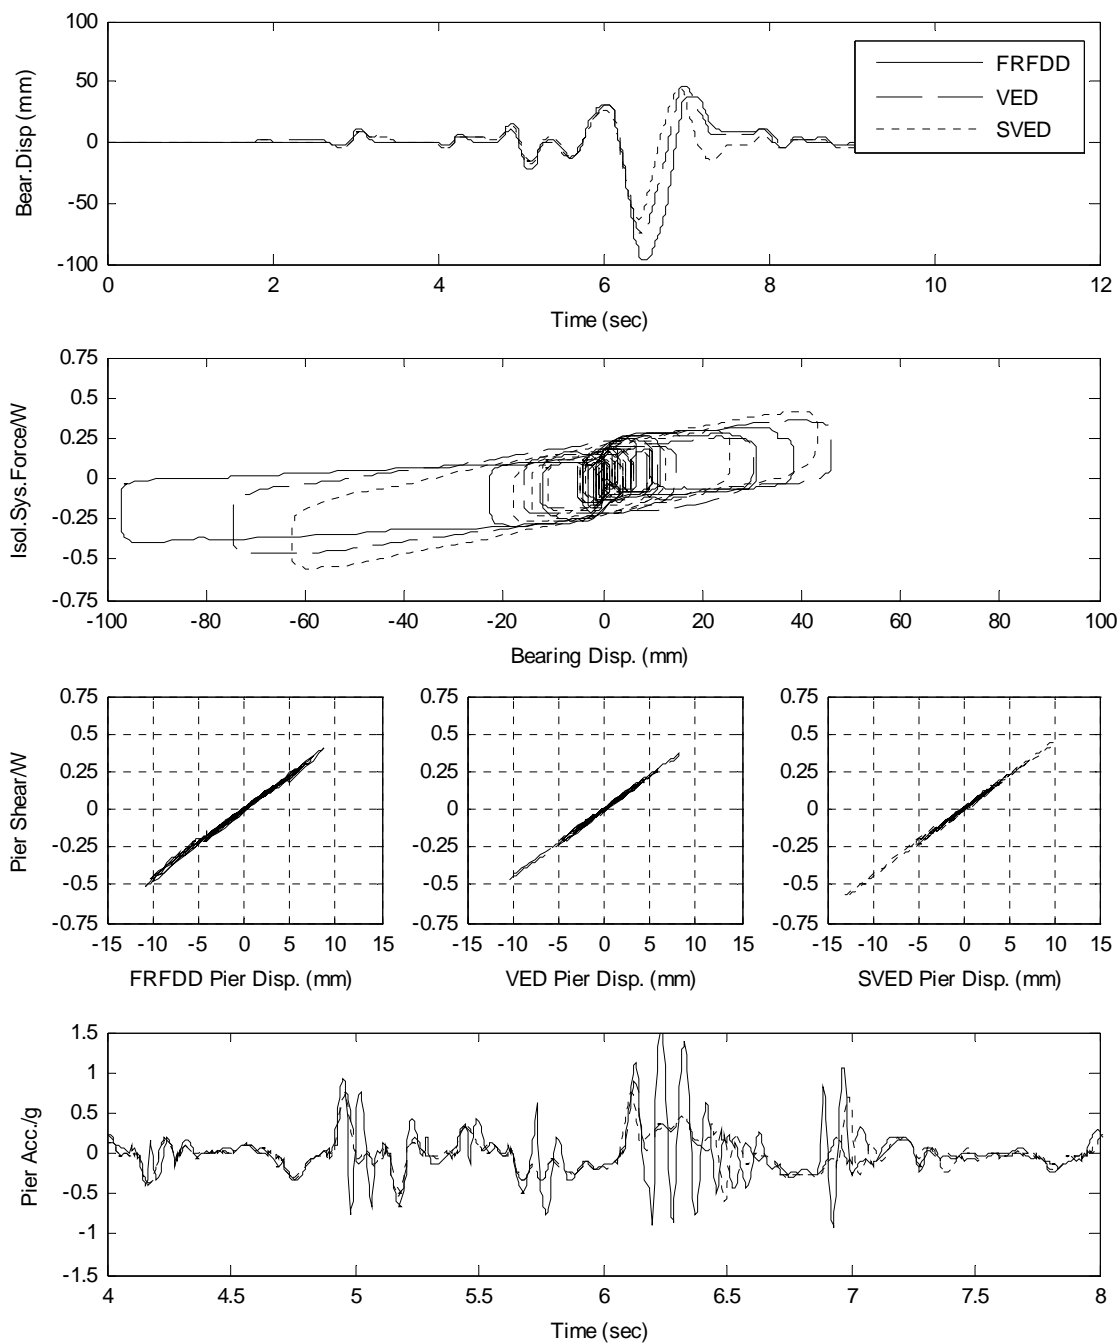 100
50
0
-50
-100
Bear.Disp (mm)
FRFDD
VED
SVED
0 2 4 6 8 10 12
Time (sec)
0.75
0.5
0.25
0
-0.25
-0.5
-0.75
Isol.Sys.Force/W
-100 -80 -60 -40 -20 0 20 40 60 80 100
Bearing Disp. (mm)
0.75 0.75 0.75
0.5 0.5 0.5
0.25 0.25 0.25
0 0 0
-0.25 -0.25 -0.25
-0.5 -0.5 -0.5
-0.75 -0.75 -0.75
Pier Shear/W
-15 -10 -5 0 5 10 15 -15 -10 -5 0 5 10 15 -15 -10 -5 0 5 10 15
FRFDD Pier Disp. (mm) VED Pier Disp. (mm) SVED Pier Disp. (mm)
1.5
1
0.5
0
-0.5
-1
-1.5
Pier Acc./g
4 4.5 5 5.5 6 6.5 7 7.5 8
Time (sec)